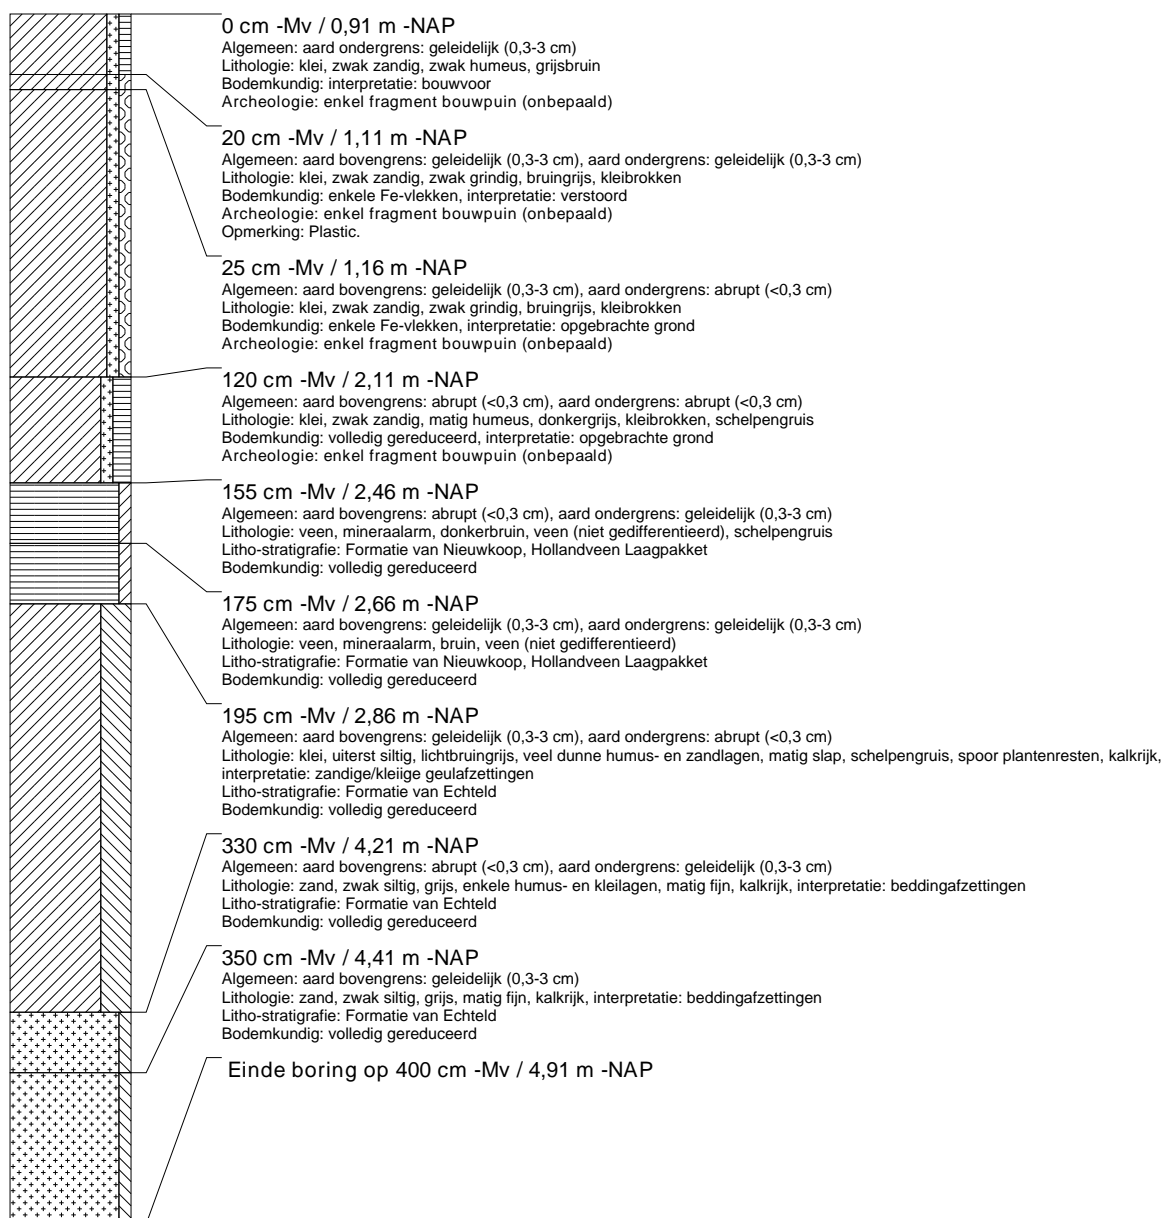 0 cm -Mv / 0,91 m -NAP
Algemeen: aard ondergrens: geleidelijk (0,3-3 cm)
Lithologie: klei, zwak zandig, zwak humeus, grijsbruin
Bodemkundig: interpretatie: bouwvoor
Archeologie: enkel fragment bouwpuin (onbepaald)
20 cm -Mv / 1,11 m -NAP
Algemeen: aard bovengrens: geleidelijk (0,3-3 cm), aard ondergrens: geleidelijk (0,3-3 cm)
Lithologie: klei, zwak zandig, zwak grindig, bruingrijs, kleibrokken
Bodemkundig: enkele Fe-vlekken, interpretatie: verstoord
Archeologie: enkel fragment bouwpuin (onbepaald)
Opmerking: Plastic.
25 cm -Mv / 1,16 m -NAP
Algemeen: aard bovengrens: geleidelijk (0,3-3 cm), aard ondergrens: abrupt (<0,3 cm)
Lithologie: klei, zwak zandig, zwak grindig, bruingrijs, kleibrokken
Bodemkundig: enkele Fe-vlekken, interpretatie: opgebrachte grond
Archeologie: enkel fragment bouwpuin (onbepaald)
120 cm -Mv / 2,11 m -NAP
Algemeen: aard bovengrens: abrupt (<0,3 cm), aard ondergrens: abrupt (<0,3 cm)
Lithologie: klei, zwak zandig, matig humeus, donkergrijs, kleibrokken, schelpengruis
Bodemkundig: volledig gereduceerd, interpretatie: opgebrachte grond
Archeologie: enkel fragment bouwpuin (onbepaald)
155 cm -Mv / 2,46 m -NAP
Algemeen: aard bovengrens: abrupt (<0,3 cm), aard ondergrens: geleidelijk (0,3-3 cm)
Lithologie: veen, mineraalarm, donkerbruin, veen (niet gedifferentieerd), schelpengruis
Litho-stratigrafie: Formatie van Nieuwkoop, Hollandveen Laagpakket
Bodemkundig: volledig gereduceerd
175 cm -Mv / 2,66 m -NAP
Algemeen: aard bovengrens: geleidelijk (0,3-3 cm), aard ondergrens: geleidelijk (0,3-3 cm)
Lithologie: veen, mineraalarm, bruin, veen (niet gedifferentieerd)
Litho-stratigrafie: Formatie van Nieuwkoop, Hollandveen Laagpakket
Bodemkundig: volledig gereduceerd
195 cm -Mv / 2,86 m -NAP
Algemeen: aard bovengrens: geleidelijk (0,3-3 cm), aard ondergrens: abrupt (<0,3 cm)
Lithologie: klei, uiterst siltig, lichtbruingrijs, veel dunne humus- en zandlagen, matig slap, schelpengruis, spoor plantenresten, kalkrijk,
interpretatie: zandige/kleiige geulafzettingen
Litho-stratigrafie: Formatie van Echteld
Bodemkundig: volledig gereduceerd
330 cm -Mv / 4,21 m -NAP
Algemeen: aard bovengrens: abrupt (<0,3 cm), aard ondergrens: geleidelijk (0,3-3 cm)
Lithologie: zand, zwak siltig, grijs, enkele humus- en kleilagen, matig fijn, kalkrijk, interpretatie: beddingafzettingen
Litho-stratigrafie: Formatie van Echteld
Bodemkundig: volledig gereduceerd
350 cm -Mv / 4,41 m -NAP
Algemeen: aard bovengrens: geleidelijk (0,3-3 cm)
Lithologie: zand, zwak siltig, grijs, matig fijn, kalkrijk, interpretatie: beddingafzettingen
Litho-stratigrafie: Formatie van Echteld
Bodemkundig: volledig gereduceerd
Einde boring op 400 cm -Mv / 4,91 m -NAP